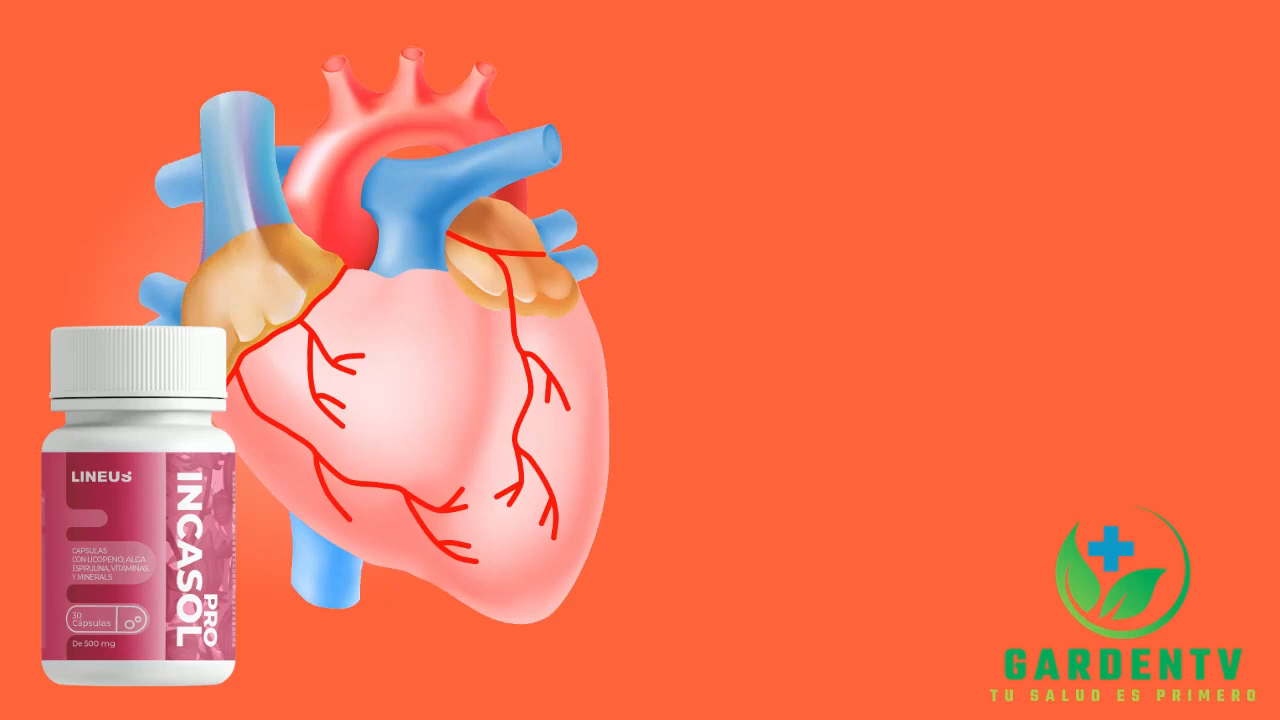 LINEUS
CAPSULAS
CON LICOPENO, ALGA
ESPIRULINA, VITAMINAS
Y MINERALS
30
Cápsulas
De 500 mg
INCASOL
PRO
GARDENTV
TU SALUD ES PRIMERO